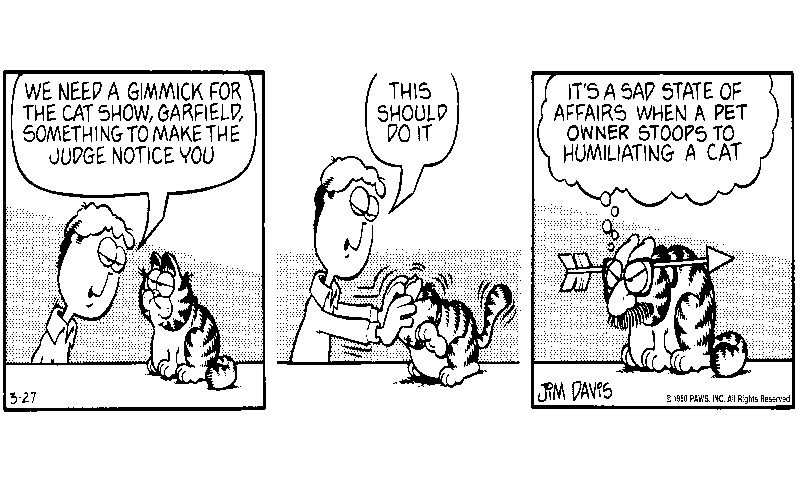 WE NEED A GIMMICK FOR
THE CAT SHOW, GARFIELD,
SOMETHING TO MAKE THE
JUDGE NOTICE YOU
3-27
THIS
SHOULD
DO IT
IT'S A SAD STATE OF
AFFAIRS WHEN A PET
OWNER STOOPS TO
HUMILIATING A CAT
JIM DAVIS
© 1980 PAWS, INC. All Rights Reserved